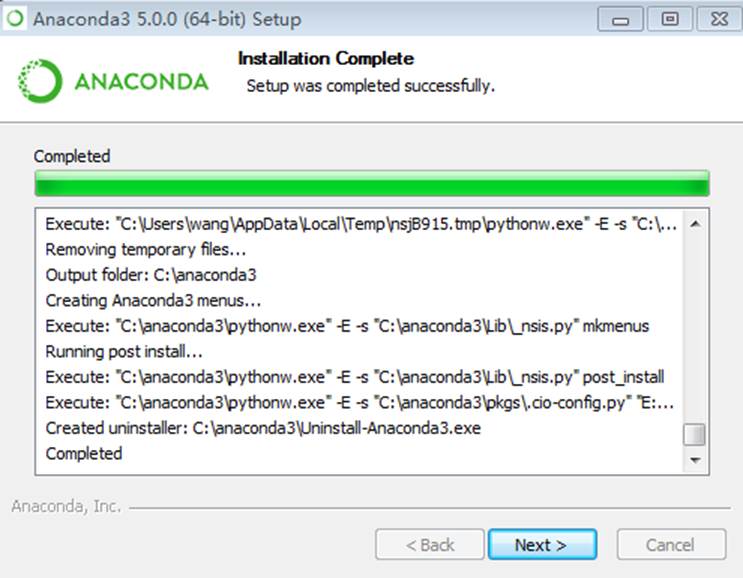 Anaconda3 5.0.0 (64-bit) Setup
ANACONDA
Installation Complete
Setup was completed successfully.
Completed
Execute: "C:\Users\wang\AppData\Local\Temp\nsjB915.tmp\pythonw.exe" -E -s "C:\...
Removing temporary files...
Output folder: C:\anaconda3
Creating Anaconda3 menus...
Execute: "C:\anaconda3\pythonw.exe" -E -s "C:\anaconda3\Lib\_nsis.py" mkmenus
Running post install...
Execute: "C:\anaconda3\pythonw.exe" -E -s "C:\anaconda3\Lib\_nsis.py" post_install
Execute: "C:\anaconda3\pythonw.exe" -E -s "C:\anaconda3\pkgs\.cio-config.py" "E:...
Created uninstaller: C:\anaconda3\Uninstall-Anaconda3.exe
Completed
Anaconda, Inc.
< Back
Next >
Cancel